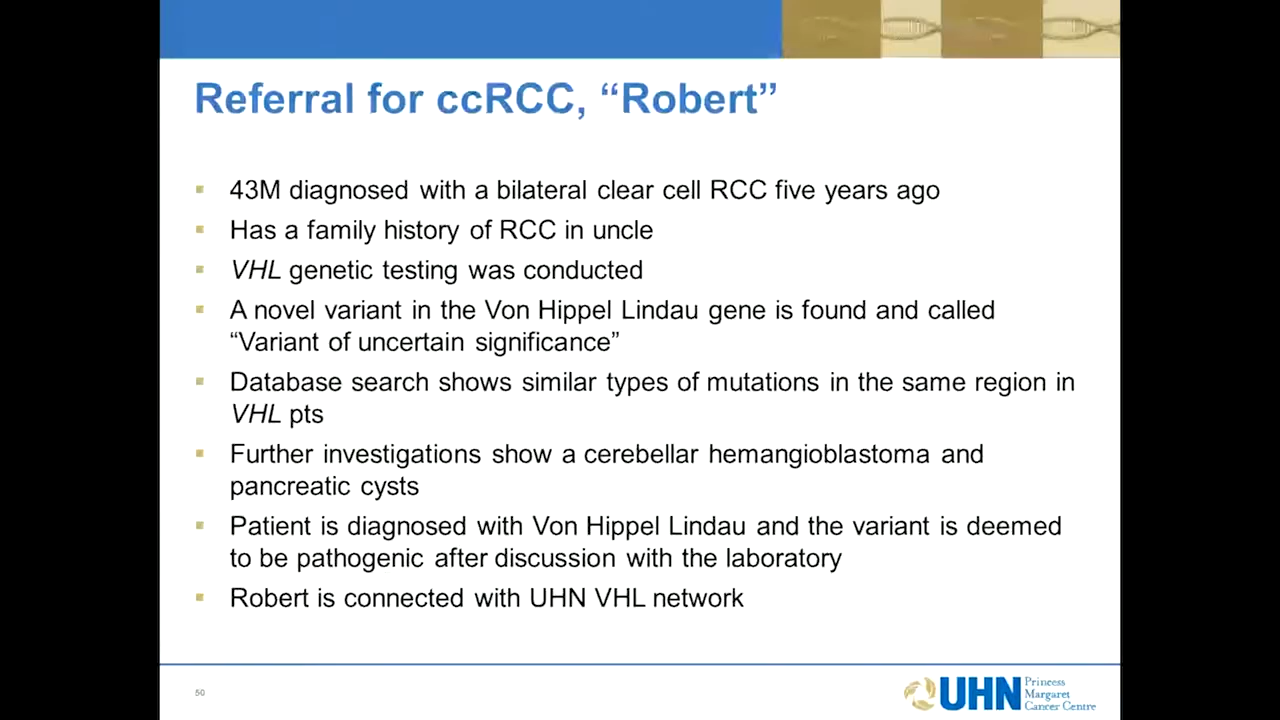 Referral for ccRCC, “Robert”
43M diagnosed with a bilateral clear cell RCC five years ago
Has a family history of RCC in uncle
VHL genetic testing was conducted
A novel variant in the Von Hippel Lindau gene is found and called
“Variant of uncertain significance”
Database search shows similar types of mutations in the same region in
VHL pts
Further investigations show a cerebellar hemangioblastoma and
pancreatic cysts
Patient is diagnosed with Von Hippel Lindau and the variant is deemed
to be pathogenic after discussion with the laboratory
Robert is connected with UHN VHL network
50
UHN
Princess
Margaret
Cancer Centre